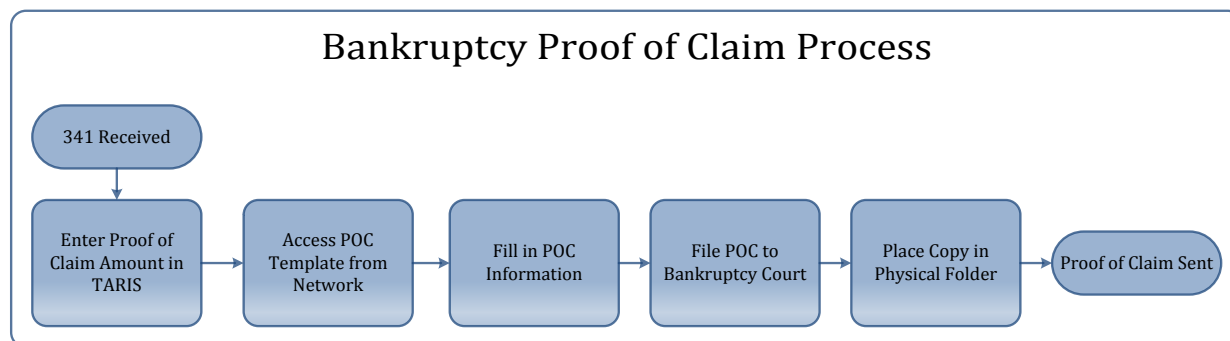 Bankruptcy Proof of Claim Process
341 Received
Enter Proof of
Claim Amount in
TARIS
Access POC
Template from
Network
Fill in POC
Information
File POC to
Bankruptcy Court
Place Copy in
Physical Folder
Proof of Claim Sent